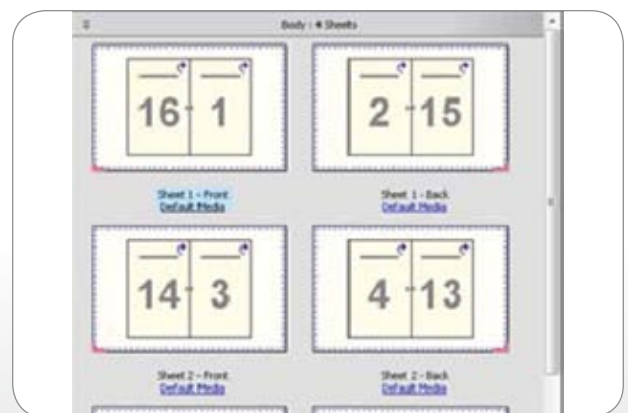 Body : 4 Sheets
16 1
2 15
Sheet 1 - Front
Default Media
Sheet 1 - Back
Default Media
14 3
4 13
Sheet 2 - Front
Default Media
Sheet 2 - Back
Default Media